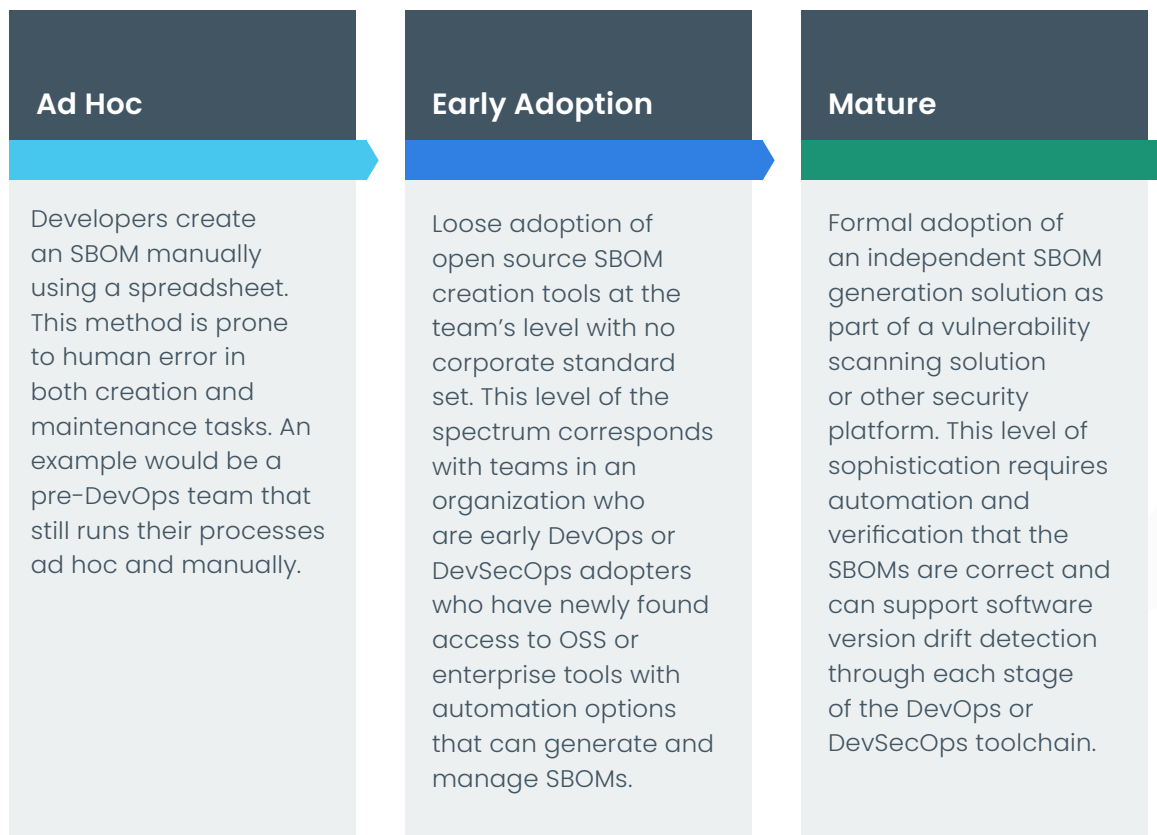 Ad Hoc
Developers create
an SBOM manually
using a spreadsheet.
This method is prone
to human error in
both creation and
maintenance tasks. An
example would be a
pre-DevOps team that
still runs their processes
ad hoc and manually.
Early Adoption
Loose adoption of
open source SBOM
creation tools at the
team’s level with no
corporate standard
set. This level of the
spectrum corresponds
with teams in an
organization who
are early DevOps or
DevSecOps adopters
who have newly found
access to OSS or
enterprise tools with
automation options
that can generate and
manage SBOMs.
Mature
Formal adoption of
an independent SBOM
generation solution as
part of a vulnerability
scanning solution
or other security
platform. This level of
sophistication requires
automation and
verification that the
SBOMs are correct and
can support software
version drift detection
through each stage
of the DevOps or
DevSecOps toolchain.